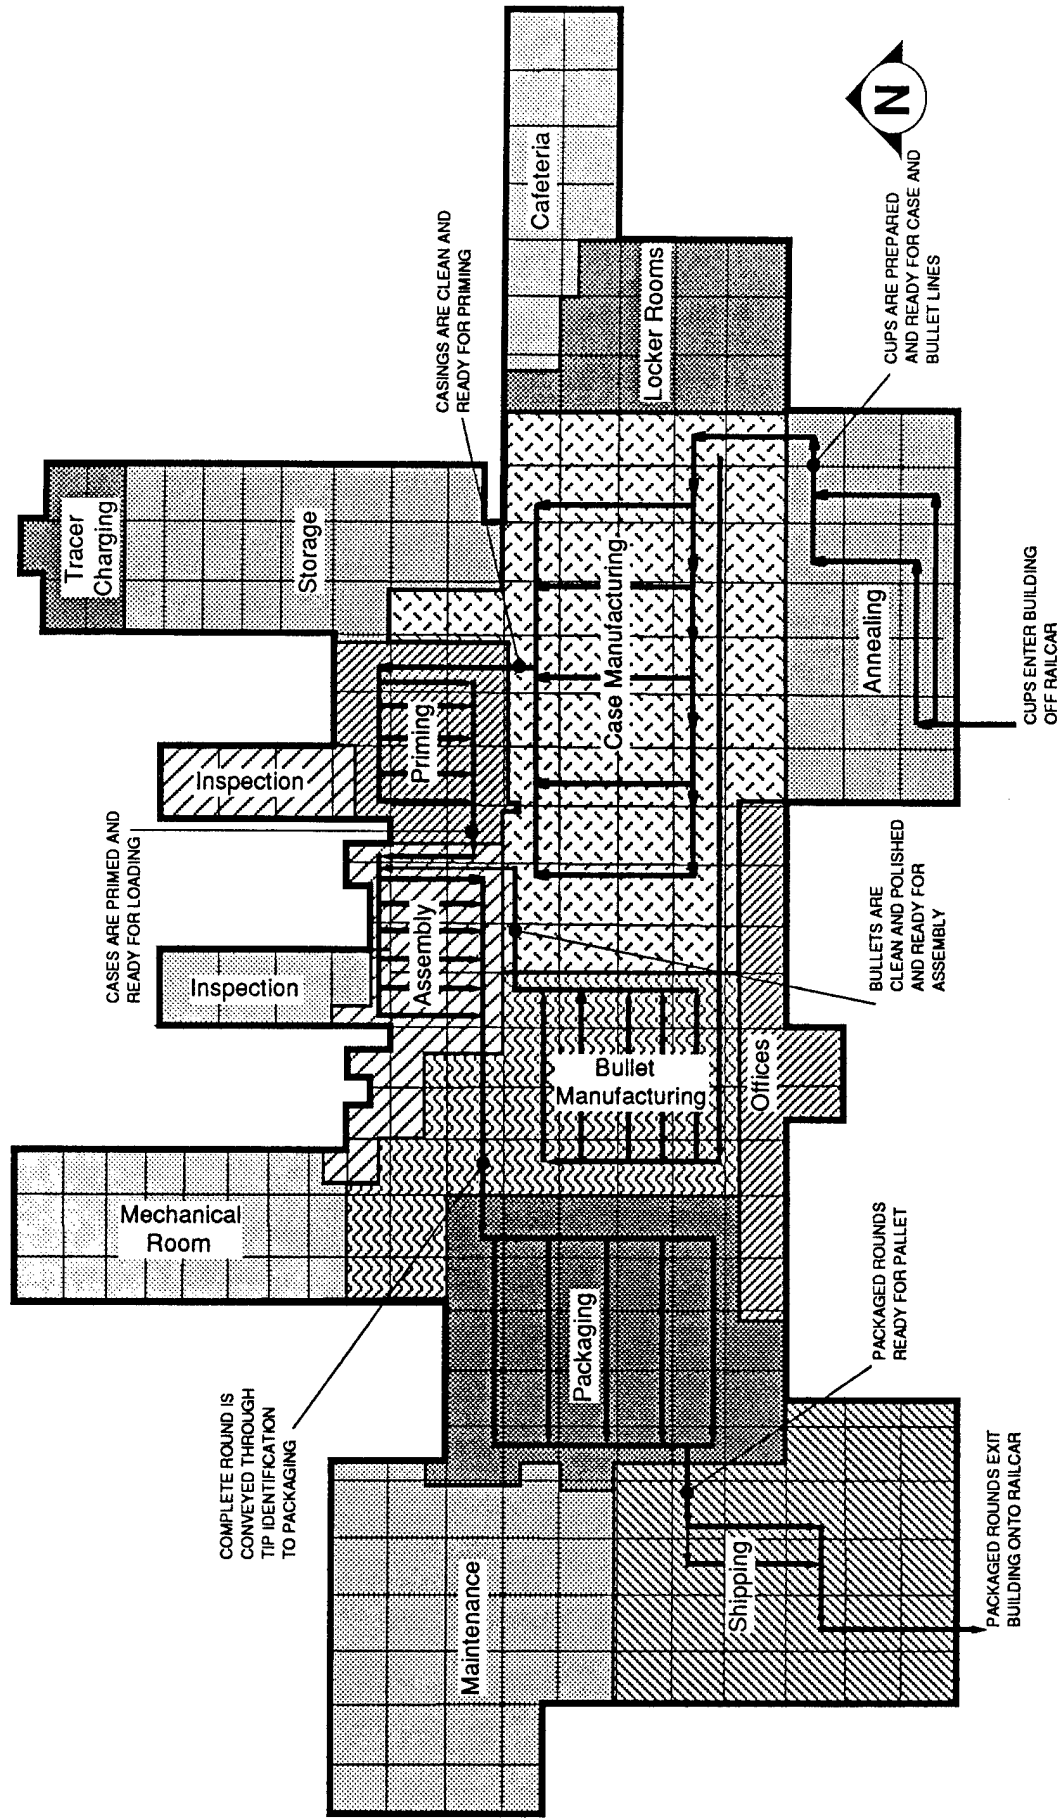 Tracer
Charging
Storage
CASINGS ARE CLEAN AND
READY FOR PRIMING
Cafeteria
Locker Rooms
N
CUPS ARE PREPARED
AND READY FOR CASE AND
BULLET LINES
Annealing
CUPS ENTER BUILDING
OFF RAILCAR
Case Manufacturing
Priming
Inspection
CASES ARE PRIMED AND
READY FOR LOADING
Assembly
Inspection
BULLETS ARE
CLEAN AND POLISHED
AND READY FOR
ASSEMBLY
Bullet
Manufacturing
Offices
Mechanical
Room
COMPLETE ROUND IS
CONVEYED THROUGH
TIP IDENTIFICATION
TO PACKAGING
Packaging
PACKAGED ROUNDS
READY FOR PALLET
Maintenance
Shipping
PACKAGED ROUNDS EXIT
BUILDING ONTO RAILCAR